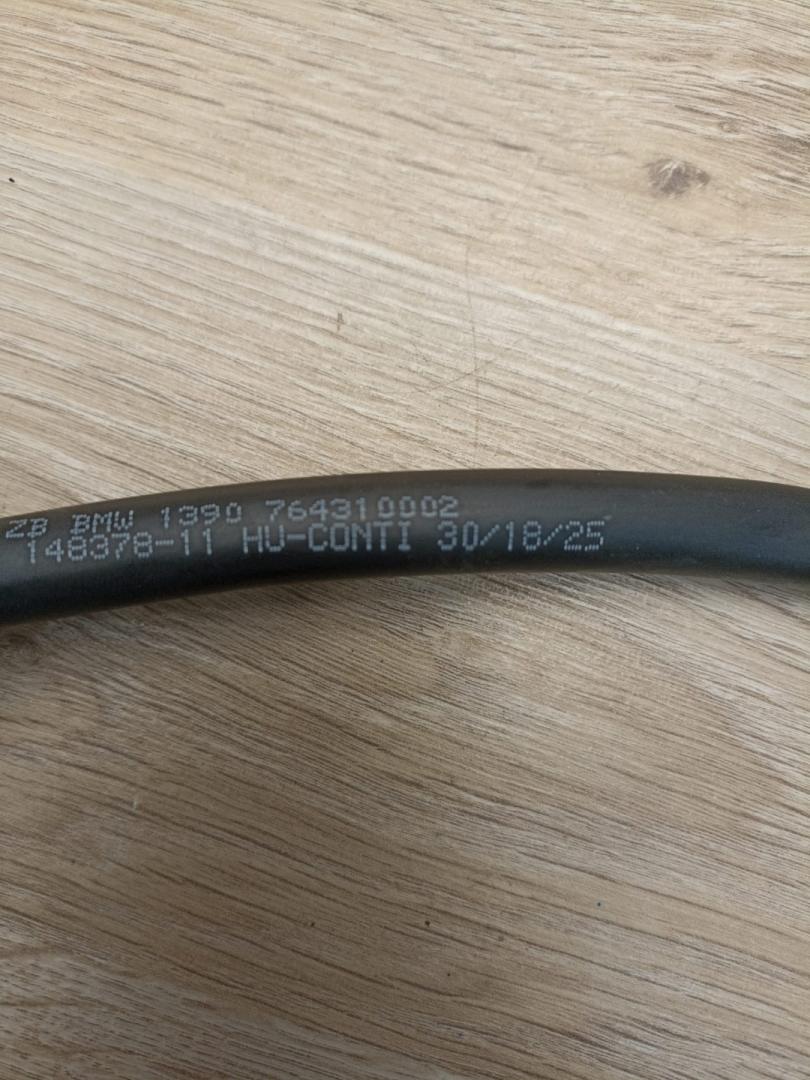 ZB BMW 1390 764310002
148378-11 HU-CONTI 30/18/25